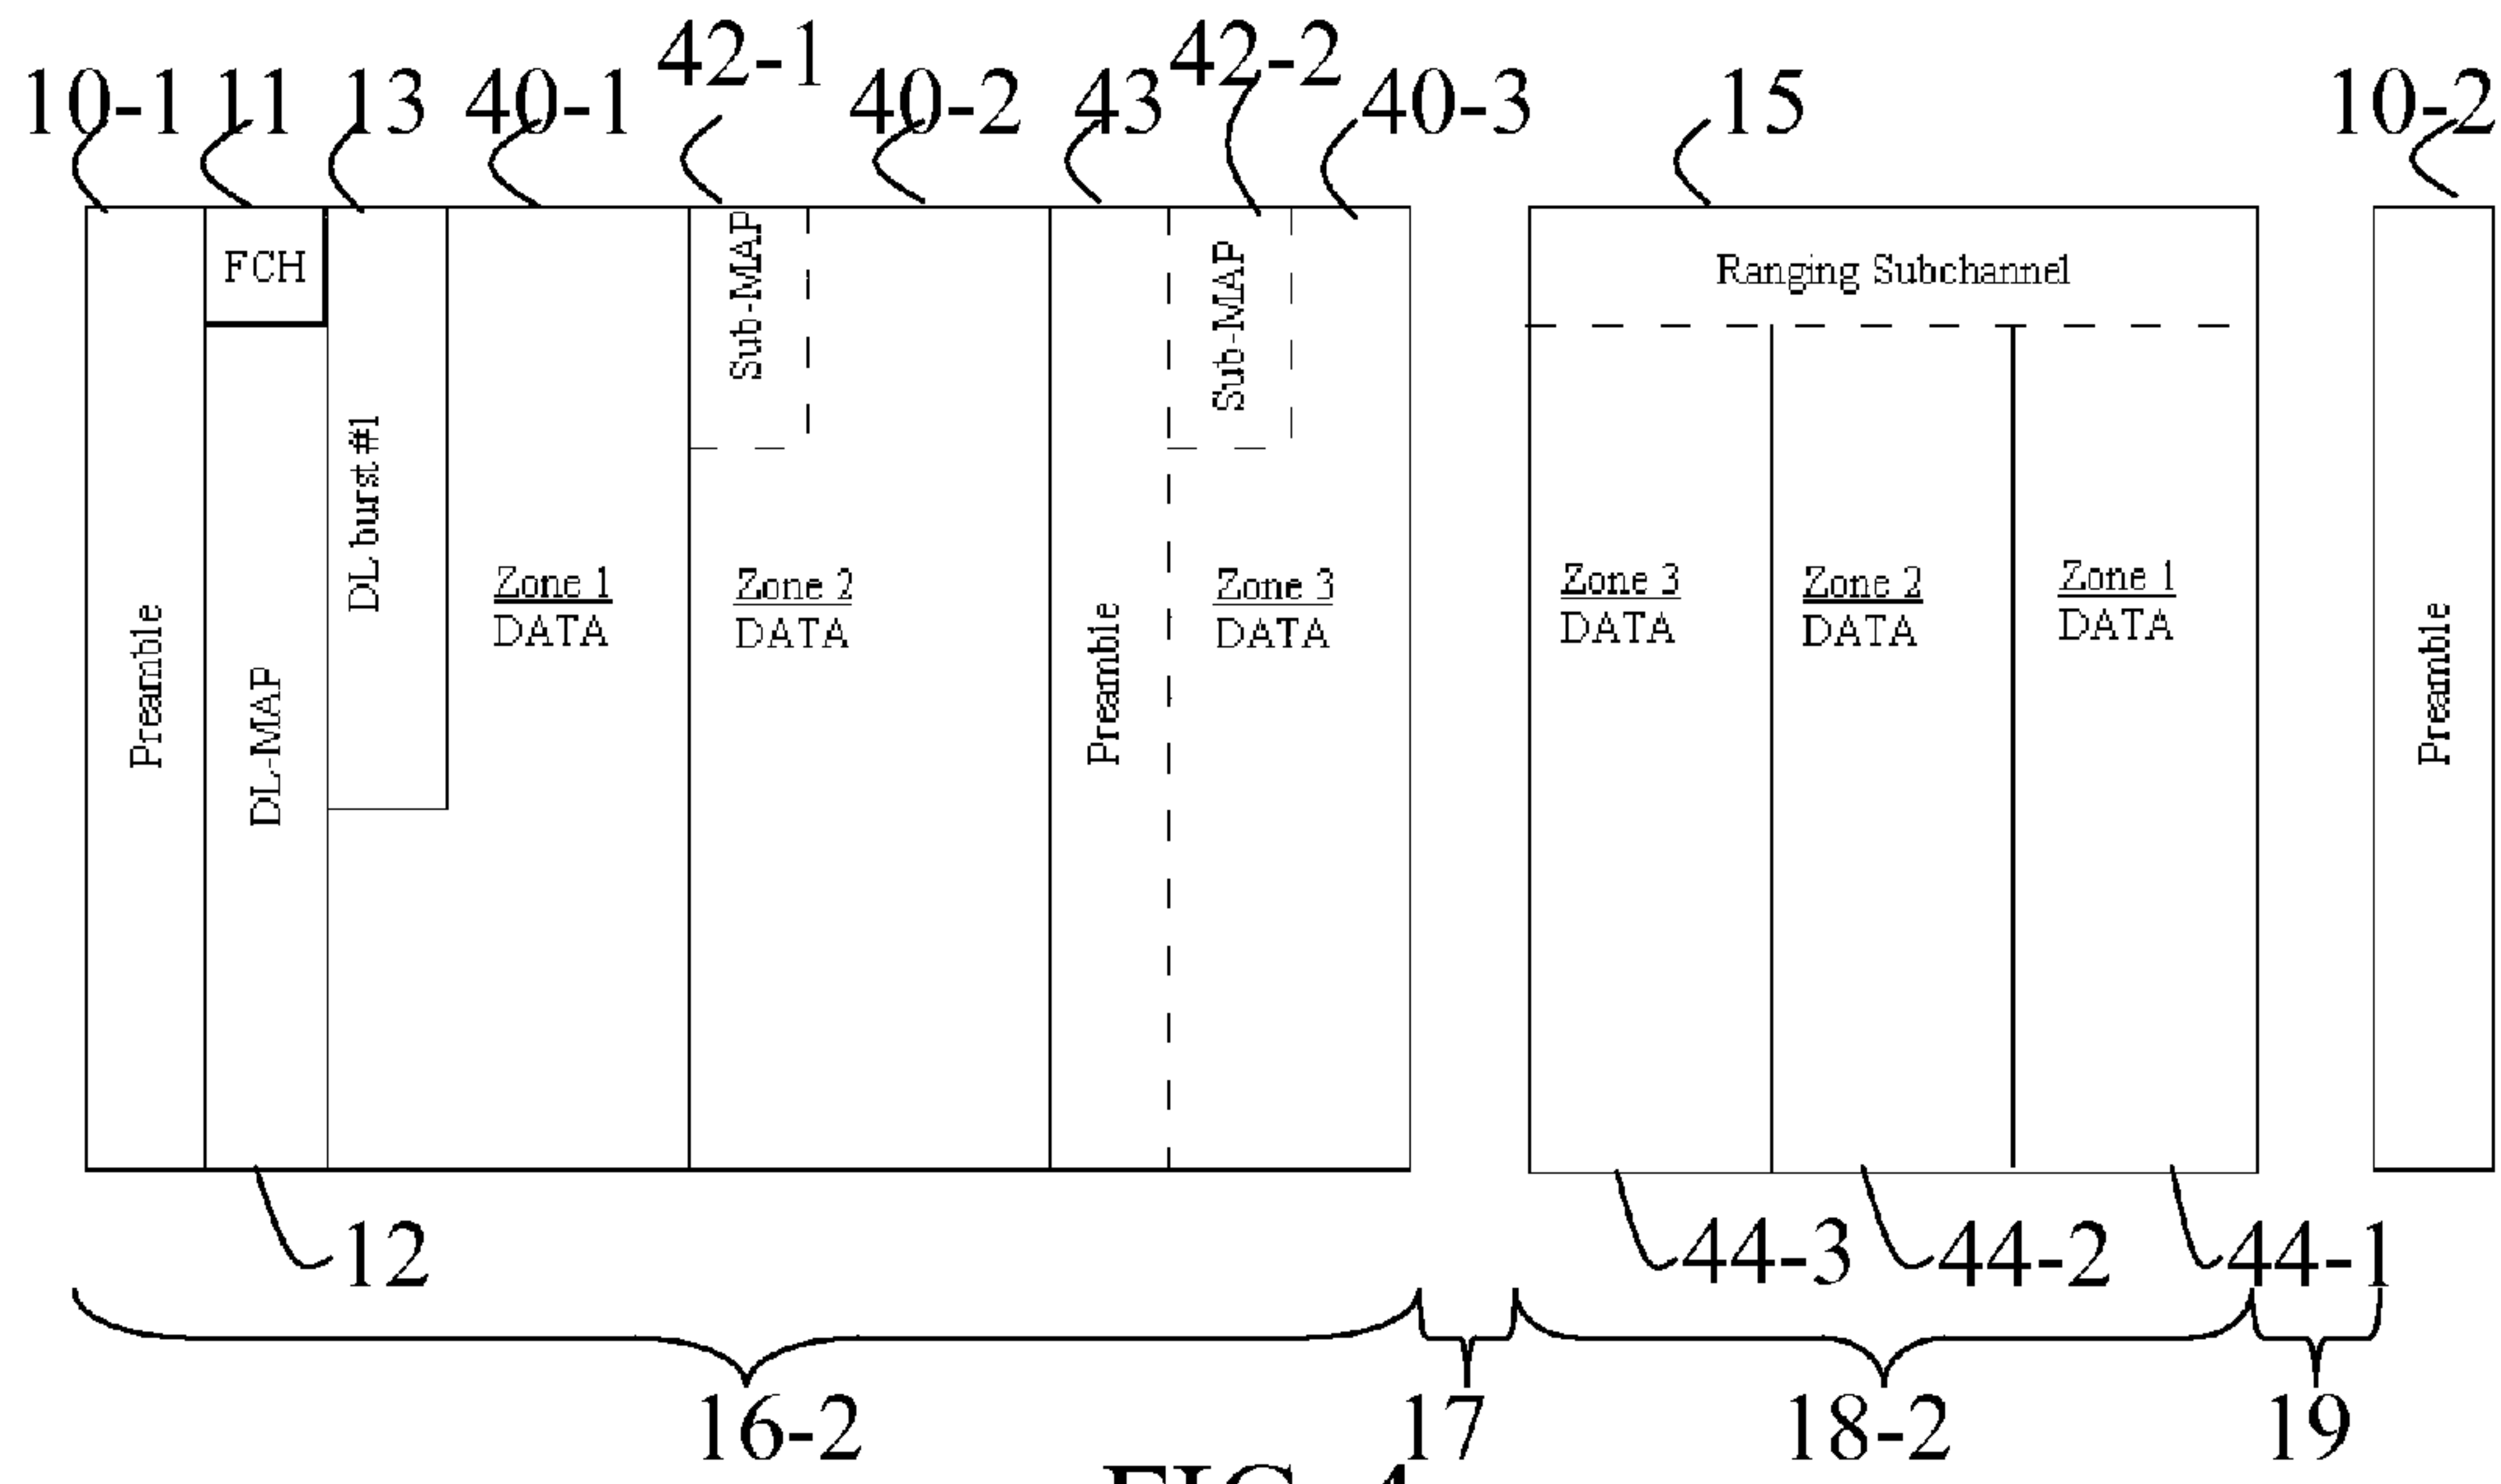 42-1
42-2
10-1
11
13
40-1
40-2
43
40-3
15
10-2
FCH
Sub-MAP
Sub-MAP
Ranging Subchannel
DL burst #1
Zone 1
DATA
Zone 2
DATA
Zone 3
DATA
Zone 3
DATA
Zone 2
DATA
Zone 1
DATA
Preamble
DL-MAP
Preamble
Preamble
12
44-3
44-2
44-1
16-2
17
18-2
19
FIG. 4